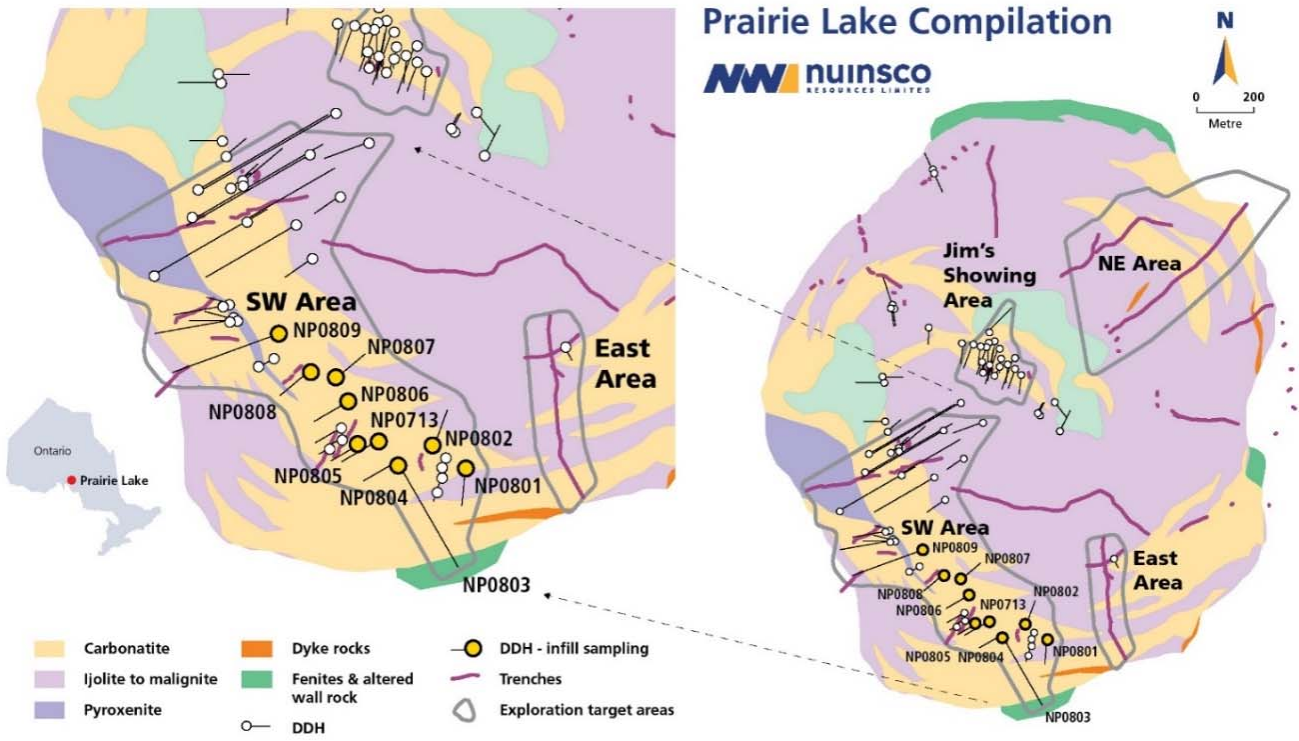 Prairie Lake Compilation
nuinsco
RESOURCES LIMITED
N
0 200
Metre
SW Area
NP0809
NP0807
NP0808
NP0806
NP0713
NP0802
NP0805
NP0804
NP0801
NP0803
East
Area
Ontario
Prairie Lake
Jim's
Showing
Area
NE Area
SW Area
NP0809
NP0807
NP0808
NP0806
NP0713
NP0802
NP0805
NP0804
NP0801
NP0803
East
Area
Carbonatite
Ijolite to malignite
Pyroxenite
Dyke rocks
Fenites & altered
wall rock
DDH
DDH - infill sampling
Trenches
Exploration target areas